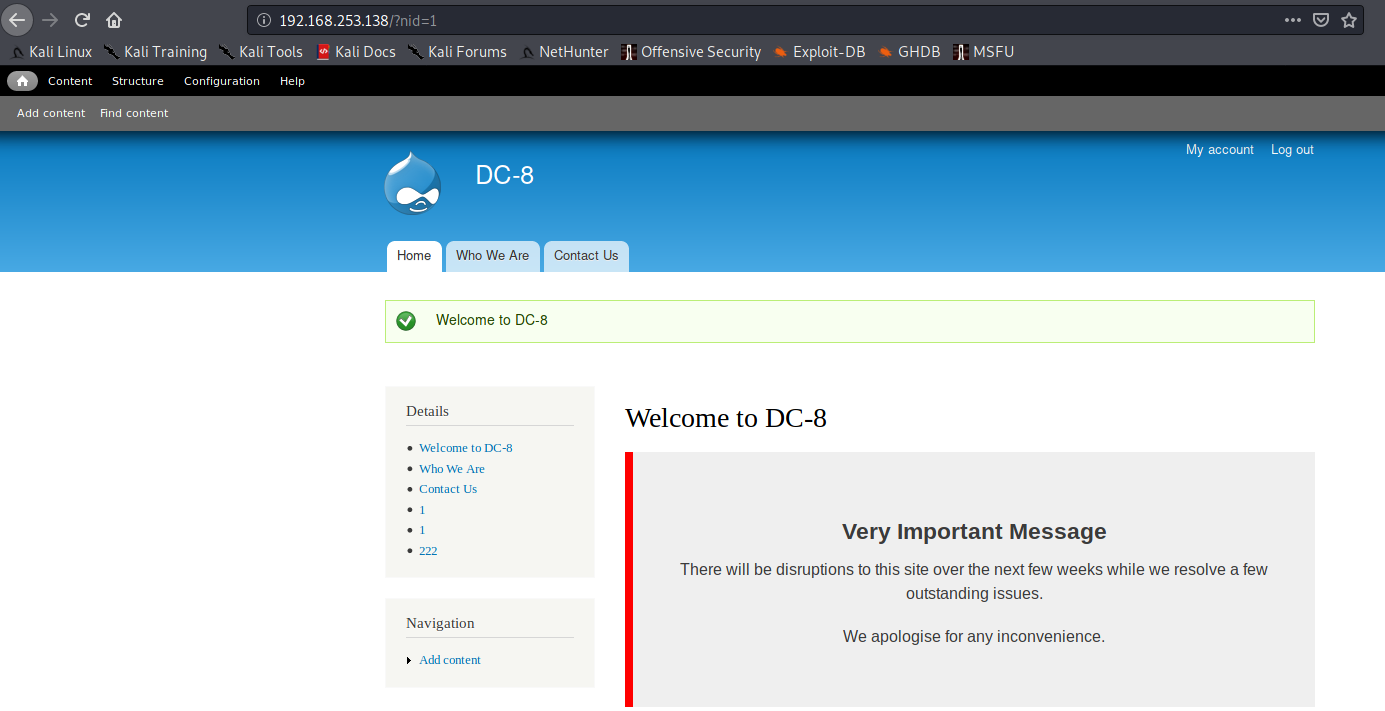 192.168.253.138/?nid=1
Kali Linux Kali Training Kali Tools Kali Docs Kali Forums NetHunter Offensive Security Exploit-DB GHDB MSFU
Content Structure Configuration Help
Add content Find content
My account Log out
DC-8
Home Who We Are Contact Us
Welcome to DC-8
Details
Welcome to DC-8
Who We Are
Contact Us
1
1
222
Navigation
Add content
Welcome to DC-8
Very Important Message
There will be disruptions to this site over the next few weeks while we resolve a few
outstanding issues.
We apologise for any inconvenience.